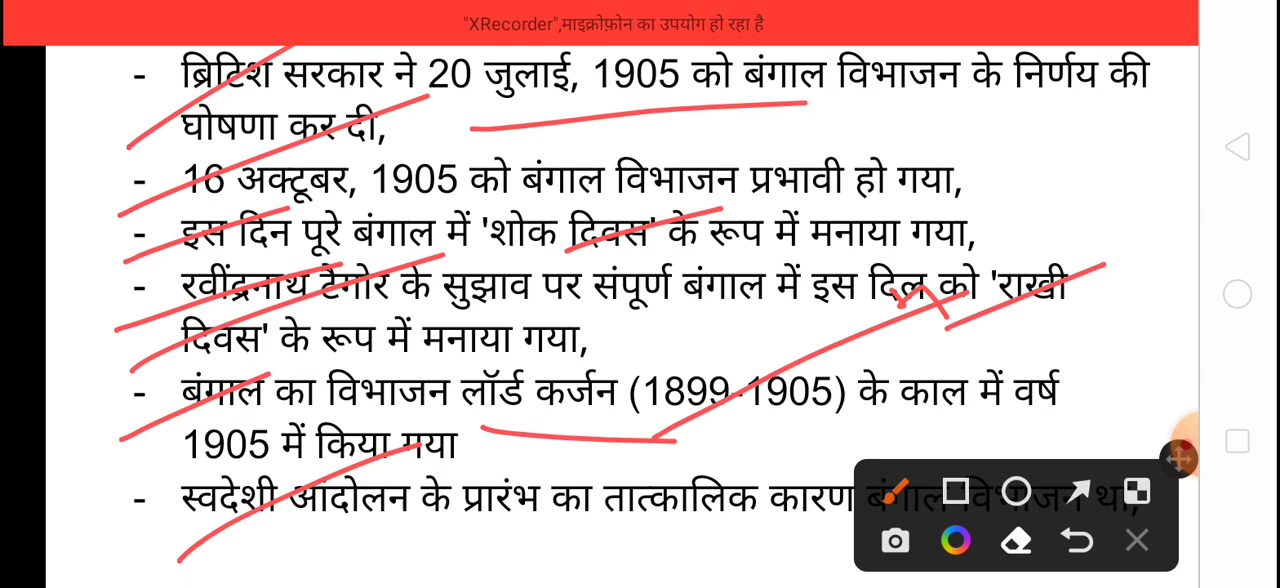 "XRecorder",माइक्रोफ़ोन का उपयोग हो रहा है
- ब्रिटिश सरकार ने 20 जुलाई, 1905 को बंगाल विभाजन के निर्णय की
घोषणा कर दी,
- 16 अक्टूबर, 1905 को बंगाल विभाजन प्रभावी हो गया,
- इस दिन पूरे बंगाल में 'शोक दिवस' के रूप में मनाया गया,
- रवींद्रनाथ टैगोर के सुझाव पर संपूर्ण बंगाल में इस दिल को 'राखी
दिवस' के रूप में मनाया गया,
- बंगाल का विभाजन लॉर्ड कर्जन (1899-1905) के काल में वर्ष
1905 में किया गया
- स्वदेशी आंदोलन के प्रारंभ का तात्कालिक कारण बंगाल विभाजन था,